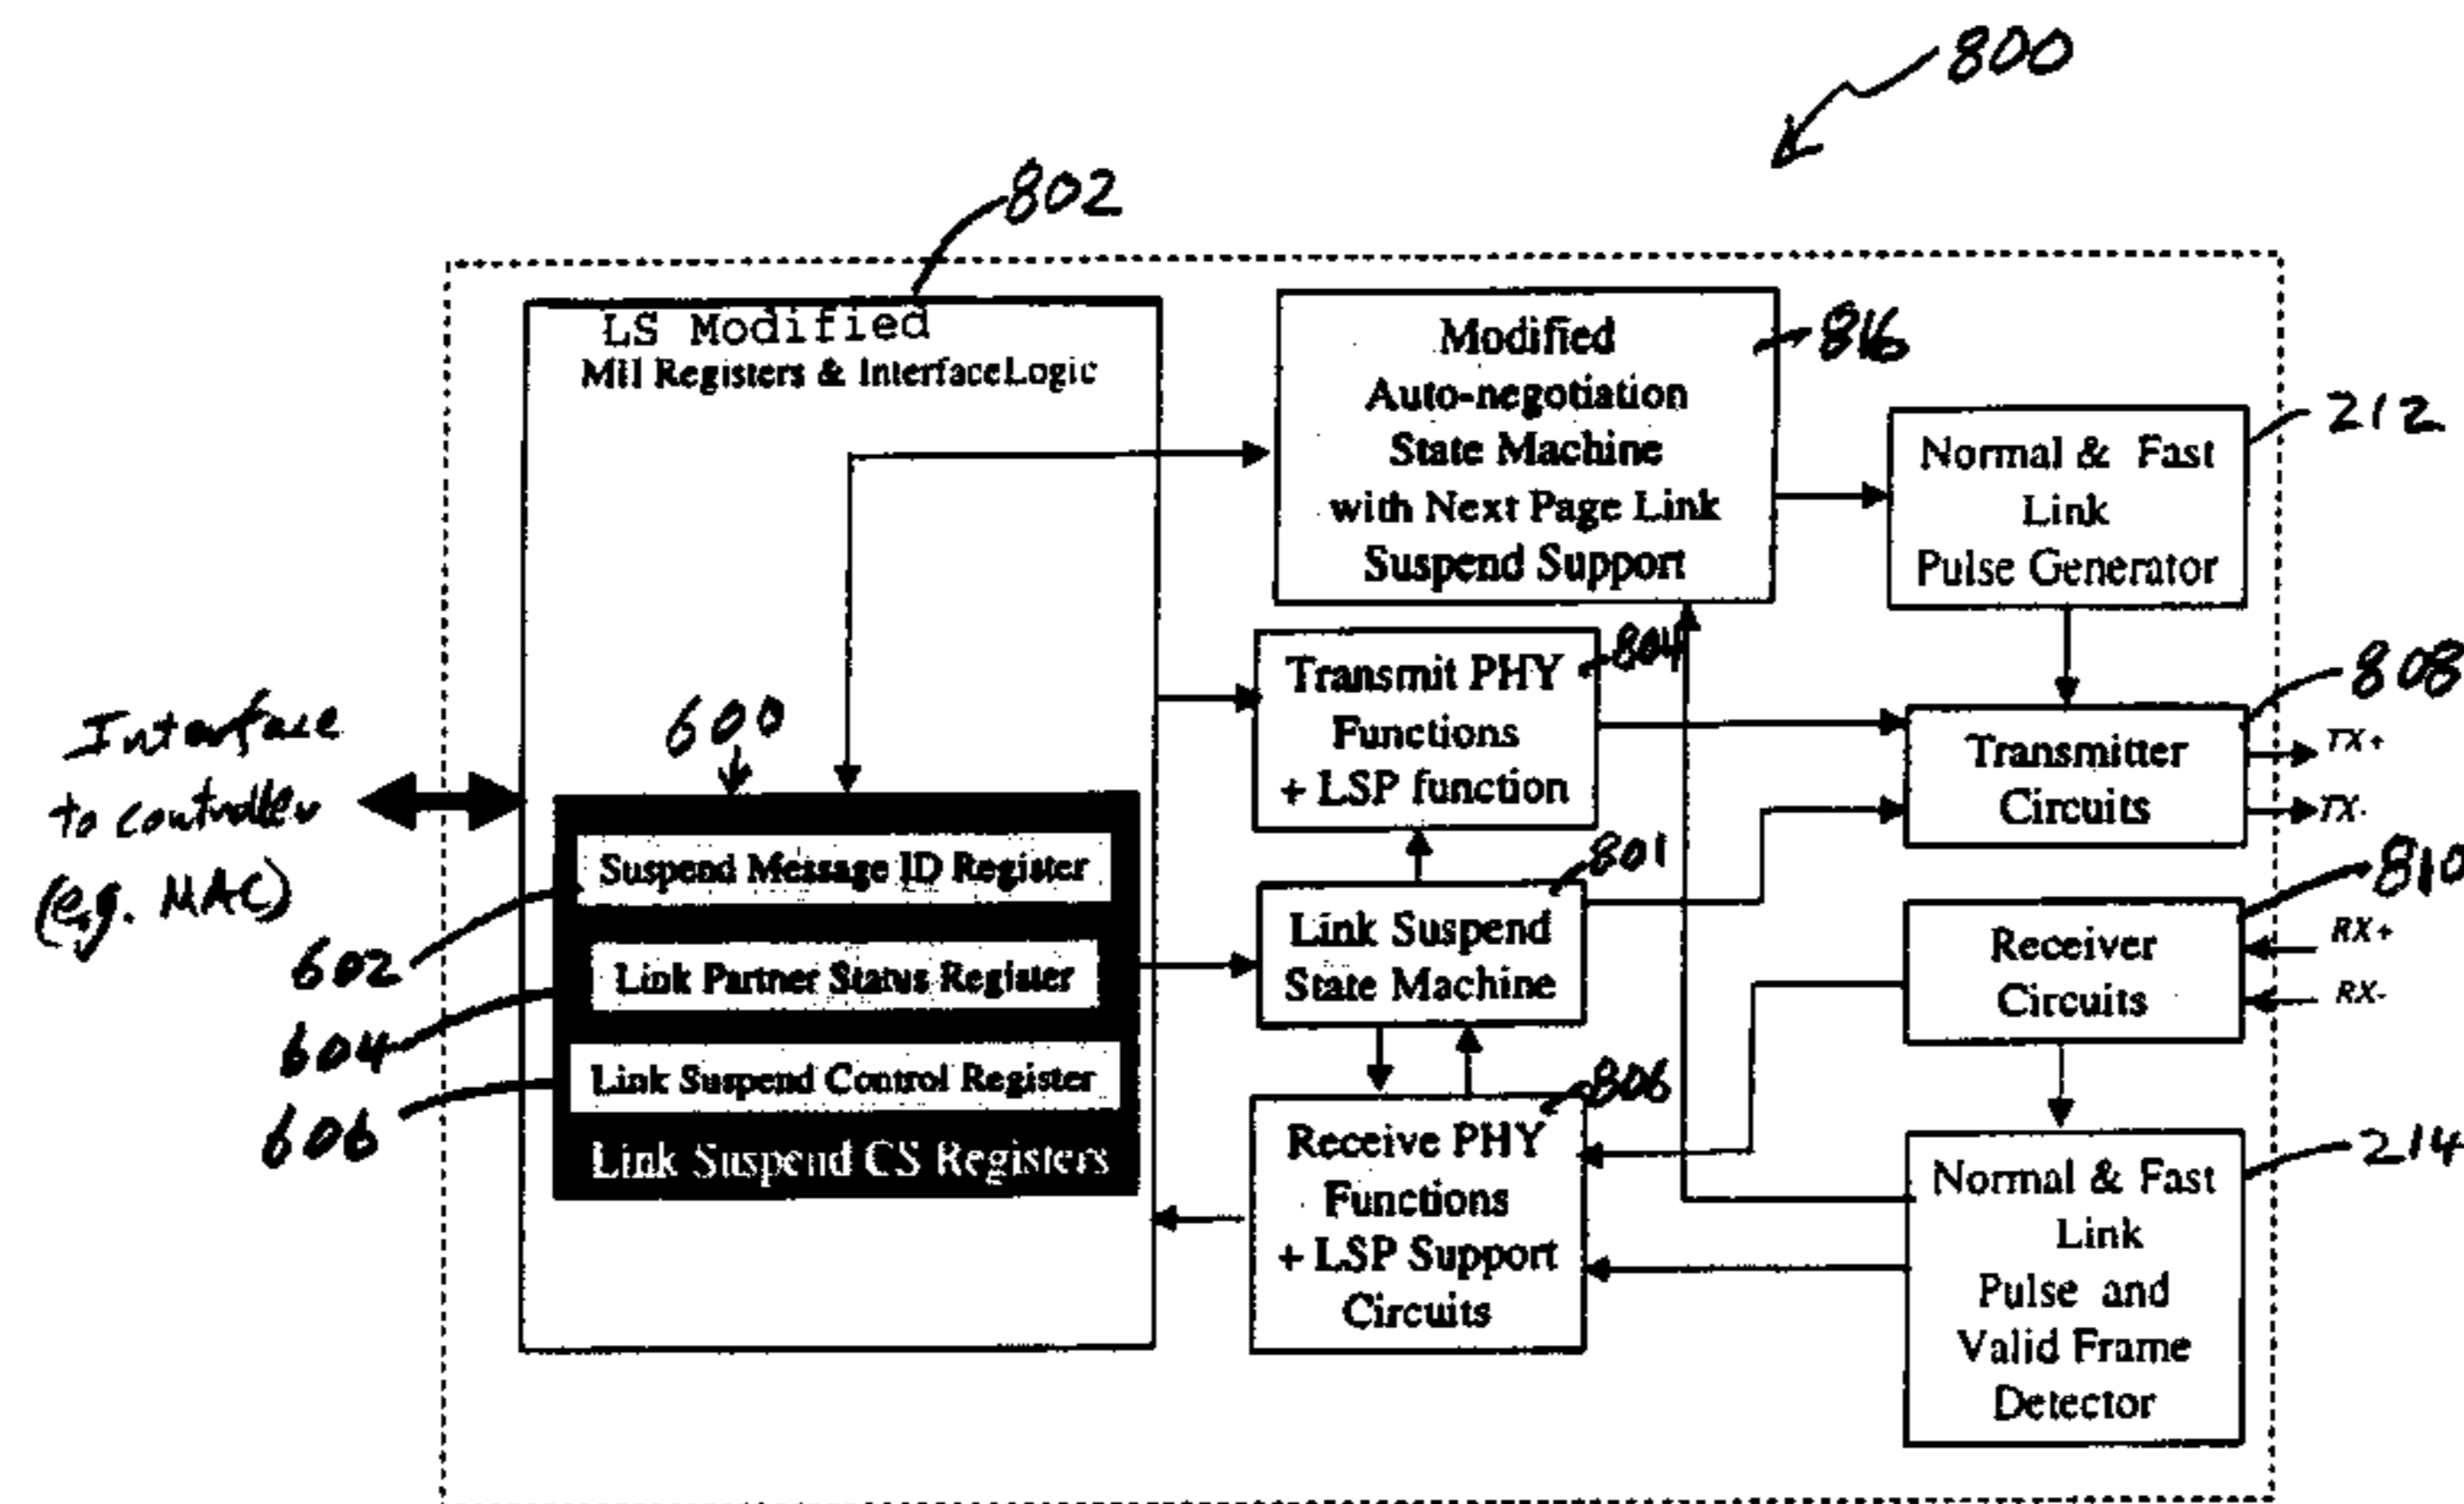 800
802
LS Modified
MII Registers & InterfaceLogic
Modified
Auto-negotiation
State Machine
with Next Page Link
Suspend Support
816
Normal & Fast
Link
Pulse Generator
212
Interface
to controller
(e.g. MAC)
600
Suspend Message ID Register
Link Partner Status Register
Link Suspend Control Register
Link Suspend CS Registers
602
604
606
Transmit PHY
Functions
+ LSP function
804
Link Suspend
State Machine
801
Receive PHY
Functions
+ LSP Support
Circuits
806
Transmitter
Circuits
808
TX+
TX-
Receiver
Circuits
810
RX+
RX-
Normal & Fast
Link
Pulse and
Valid Frame
Detector
214